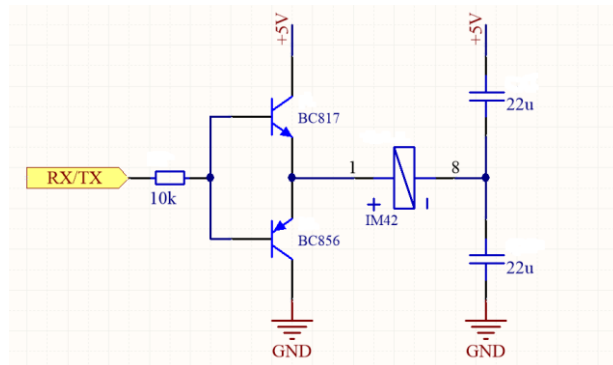 +5V
+5V
BC817
22u
RX/TX
10k
1
8
+
-
IM42
BC856
22u
GND
GND